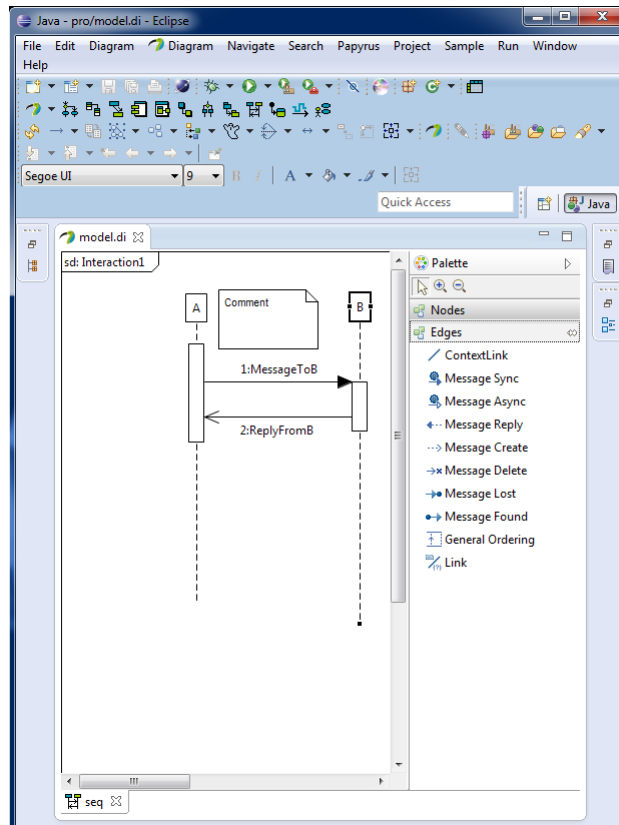 Java - pro/model.di - Eclipse
File Edit Diagram Diagram Navigate Search Papyrus Project Sample Run Window
Help
Segoe UI 9 B I A
Quick Access Java
model.di
sd: Interaction1
Palette
A Comment B
Nodes
Edges
ContextLink
1:MessageToB
Message Sync
Message Async
2:ReplyFromB
Message Reply
Message Create
Message Delete
Message Lost
Message Found
General Ordering
Link
seq